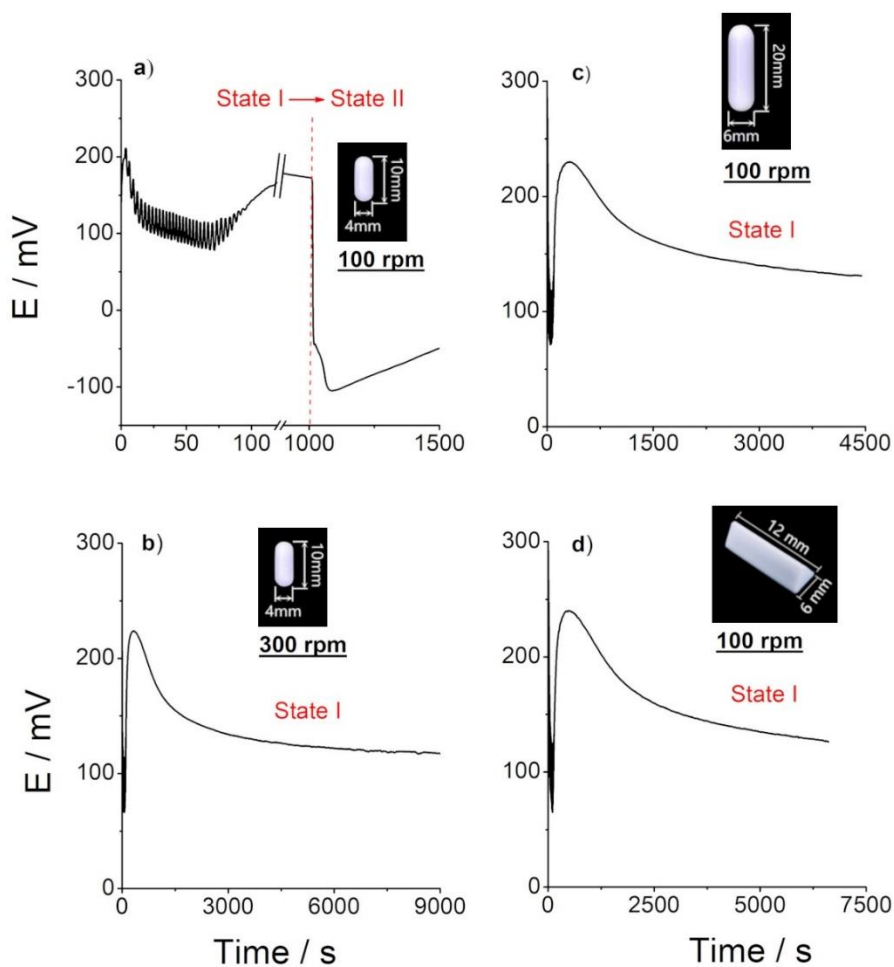 a)
State I → State II
10mm
4mm
100 rpm
E / mV
300
200
100
0
-100
0 50 100 1000 1500
c)
20mm
6mm
100 rpm
State I
300
200
100
0
0 1500 3000 4500
b)
10mm
4mm
300 rpm
State I
E / mV
300
200
100
0
0 3000 6000 9000
Time / s
d)
12 mm
6 mm
100 rpm
State I
300
200
100
0
0 2500 5000 7500
Time / s